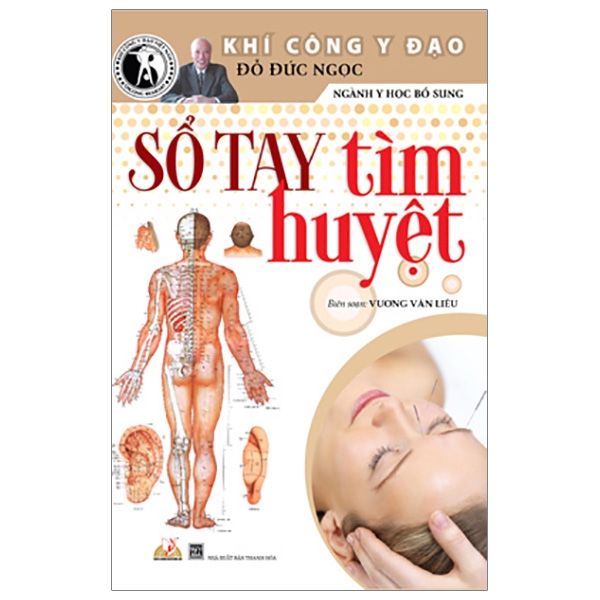 KHÍ CÔNG Y ĐẠO
ĐỎ ĐỨC NGỌC
NGÀNH Y HỌC BỔ SUNG
SỔ TAY tìm
huyệt
Biên soạn: VƯƠNG VĂN LIÊU
NHÀ XUẤT BẢN THANH HÓA